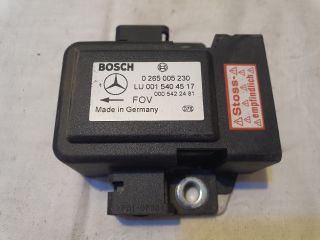 BOSCH
0 265 005 230
1
LU 001 540 45 17
000 542 24 81
FOV
Made in Germany
Stoss-
empfindlich